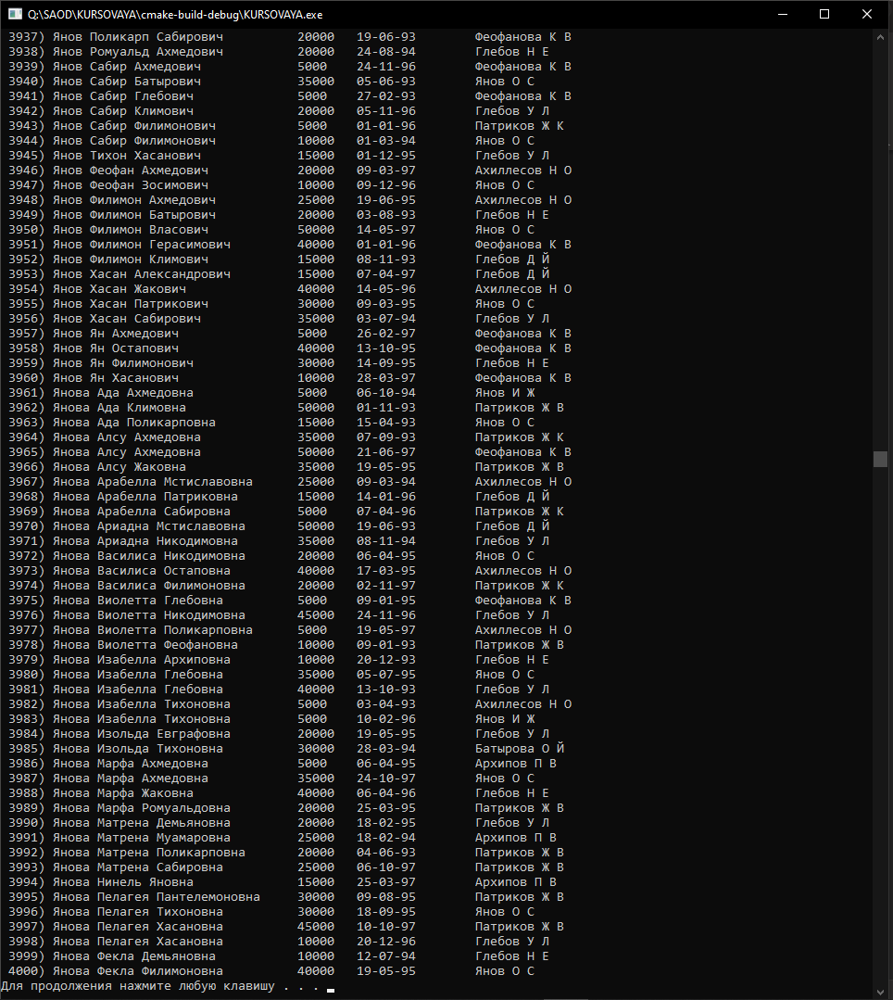 Q:\SAOD\KURSOVAYA\cmake-build-debug\KURSOVAYA.exe
3937) Янов Поликарп Сабирович 20000 19-06-93 Феофанова К В
3938) Янов Ромуальд Ахмедович 20000 24-08-94 Глебов Н Е
3939) Янов Сабир Ахмедович 5000 24-11-96 Феофанова К В
3940) Янов Сабир Батырович 35000 05-06-93 Янов О С
3941) Янов Сабир Глебович 5000 27-02-93 Феофанова К В
3942) Янов Сабир Климович 20000 05-11-96 Глебов У Л
3943) Янов Сабир Филимонович 5000 01-01-96 Патриков Ж К
3944) Янов Сабир Филимонович 10000 01-03-94 Янов О С
3945) Янов Тихон Хасанович 15000 01-12-95 Глебов У Л
3946) Янов Феофан Ахмедович 20000 09-03-97 Ахиллесов Н О
3947) Янов Феофан Зосимович 10000 09-12-96 Янов О С
3948) Янов Филимон Ахмедович 25000 19-06-95 Ахиллесов Н О
3949) Янов Филимон Батырович 20000 03-08-93 Глебов Н Е
3950) Янов Филимон Власович 50000 14-05-97 Янов О С
3951) Янов Филимон Герасимович 40000 01-01-96 Феофанова К В
3952) Янов Филимон Климович 15000 08-11-93 Глебов Д Й
3953) Янов Хасан Александрович 15000 07-04-97 Глебов Д Й
3954) Янов Хасан Жакович 40000 14-05-96 Ахиллесов Н О
3955) Янов Хасан Патрикович 30000 09-03-95 Янов О С
3956) Янов Хасан Сабирович 35000 03-07-94 Глебов У Л
3957) Янов Ян Ахмедович 5000 26-02-97 Феофанова К В
3958) Янов Ян Остапович 40000 13-10-95 Феофанова К В
3959) Янов Ян Филимонович 30000 14-09-95 Глебов Н Е
3960) Янов Ян Хасанович 10000 28-03-97 Феофанова К В
3961) Янова Ада Ахмедовна 5000 06-10-94 Янов И Ж
3962) Янова Ада Климовна 50000 01-11-93 Патриков Ж В
3963) Янова Ада Поликарповна 15000 15-04-93 Янов О С
3964) Янова Алсу Ахмедовна 35000 07-09-93 Патриков Ж К
3965) Янова Алсу Ахмедовна 50000 21-06-97 Феофанова К В
3966) Янова Алсу Жаковна 35000 19-05-95 Патриков Ж В
3967) Янова Арабелла Мстиславовна 25000 09-03-94 Ахиллесов Н О
3968) Янова Арабелла Патриковна 15000 14-01-96 Глебов Д Й
3969) Янова Арабелла Сабировна 5000 07-04-96 Патриков Ж К
3970) Янова Ариадна Мстиславовна 50000 19-06-93 Глебов Д Й
3971) Янова Ариадна Никодимовна 35000 08-11-94 Глебов У Л
3972) Янова Василиса Никодимовна 20000 06-04-95 Янов О С
3973) Янова Василиса Остаповна 40000 17-03-95 Ахиллесов Н О
3974) Янова Василиса Филимоновна 20000 02-11-97 Патриков Ж К
3975) Янова Виолетта Глебовна 5000 09-01-95 Феофанова К В
3976) Янова Виолетта Никодимовна 45000 24-11-96 Глебов У Л
3977) Янова Виолетта Поликарповна 5000 19-05-97 Ахиллесов Н О
3978) Янова Виолетта Феофановна 10000 09-01-93 Патриков Ж В
3979) Янова Изабелла Архиповна 10000 20-12-93 Глебов Н Е
3980) Янова Изабелла Глебовна 35000 05-07-95 Янов О С
3981) Янова Изабелла Глебовна 40000 13-10-93 Глебов У Л
3982) Янова Изабелла Тихоновна 5000 03-04-93 Ахиллесов Н О
3983) Янова Изабелла Тихоновна 5000 10-02-96 Янов И Ж
3984) Янова Изольда Евграфовна 20000 19-05-95 Глебов У Л
3985) Янова Изольда Тихоновна 30000 28-03-94 Батырова О Й
3986) Янова Марфа Ахмедовна 5000 06-04-95 Архипов П В
3987) Янова Марфа Ахмедовна 35000 24-10-97 Янов О С
3988) Янова Марфа Жаковна 40000 06-04-96 Глебов Н Е
3989) Янова Марфа Ромуальдовна 20000 25-03-95 Патриков Ж В
3990) Янова Матрена Демьяновна 20000 18-02-95 Глебов У Л
3991) Янова Матрена Муамаровна 25000 18-02-94 Архипов П В
3992) Янова Матрена Поликарповна 20000 04-06-93 Патриков Ж В
3993) Янова Матрена Сабировна 25000 06-10-97 Патриков Ж В
3994) Янова Нинель Яновна 15000 25-03-97 Архипов П В
3995) Янова Пелагея Пантелемоновна 30000 09-08-95 Патриков Ж В
3996) Янова Пелагея Тихоновна 30000 18-09-95 Янов О С
3997) Янова Пелагея Хасановна 45000 10-10-97 Патриков Ж В
3998) Янова Пелагея Хасановна 10000 20-12-96 Глебов У Л
3999) Янова Фекла Демьяновна 10000 12-07-94 Глебов Н Е
4000) Янова Фекла Филимоновна 40000 19-05-95 Янов О С
Для продолжения нажмите любую клавишу . . .